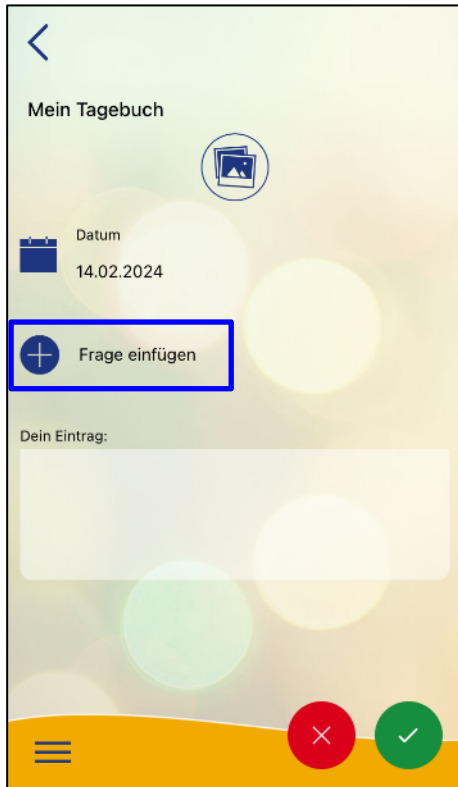 Mein Tagebuch
Datum
14.02.2024
Frage einfügen
Dein Eintrag: